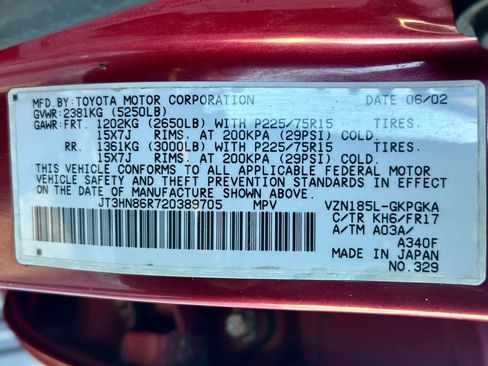 MFD.BY:TOYOTA MOTOR CORPORATION DATE 06/02
GVWR:2381KG (5250LB)
GAWR:FRT. 1202KG (2650LB) WITH P225/75R15 TIRES.
15X7J RIMS. AT 200KPA (29PSI) COLD.
RR. 1361KG (3000LB) WITH P225/75R15 TIRES.
15X7J RIMS. AT 200KPA (29PSI) COLD.
THIS VEHICLE CONFORMS TO ALL APPLICABLE FEDERAL MOTOR
VEHICLE SAFETY AND THEFT PREVENTION STANDARDS IN EFFECT
ON THE DATE OF MANUFACTURE SHOWN ABOVE.
JT3HN86R720389705 MPV VZN185L-GKPGKA
C/TR KH6/FR17
A/TM A03A/
A340F
MADE IN JAPAN
NO.329